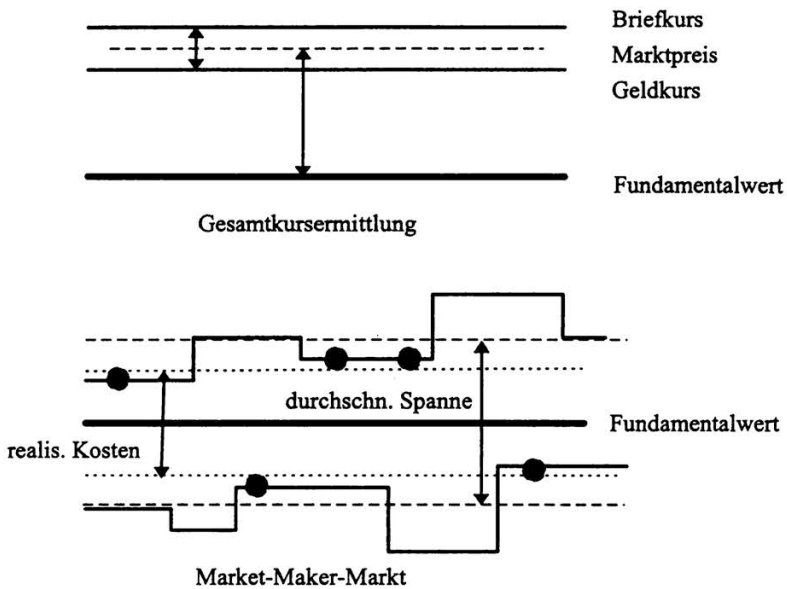 Briefkurs
Marktpreis
Geldkurs
Fundamentalwert
Gesamtkursermittlung
durchschn. Spanne
Fundamentalwert
realis. Kosten
Market-Maker-Markt